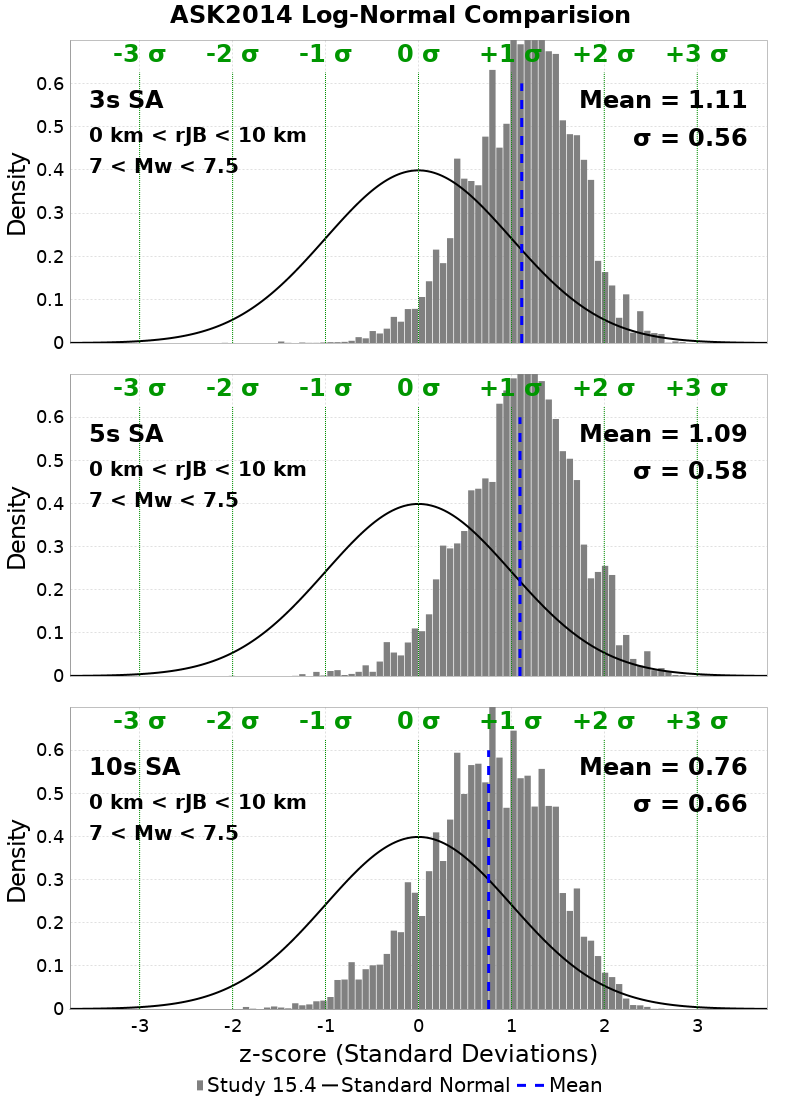 ASK2014 Log-Normal Comparision
-3 σ -2 σ -1 σ 0 σ +1 σ +2 σ +3 σ
3s SA
0 km < rJB < 10 km
7 < Mw < 7.5
Mean = 1.11
σ = 0.56
Density
0.6
0.5
0.4
0.3
0.2
0.1
0
-3 σ -2 σ -1 σ 0 σ +1 σ +2 σ +3 σ
5s SA
0 km < rJB < 10 km
7 < Mw < 7.5
Mean = 1.09
σ = 0.58
Density
0.6
0.5
0.4
0.3
0.2
0.1
0
-3 σ -2 σ -1 σ 0 σ +1 σ +2 σ +3 σ
10s SA
0 km < rJB < 10 km
7 < Mw < 7.5
Mean = 0.76
σ = 0.66
Density
0.6
0.5
0.4
0.3
0.2
0.1
0
-3 -2 -1 0 1 2 3
z-score (Standard Deviations)
Study 15.4 Standard Normal Mean